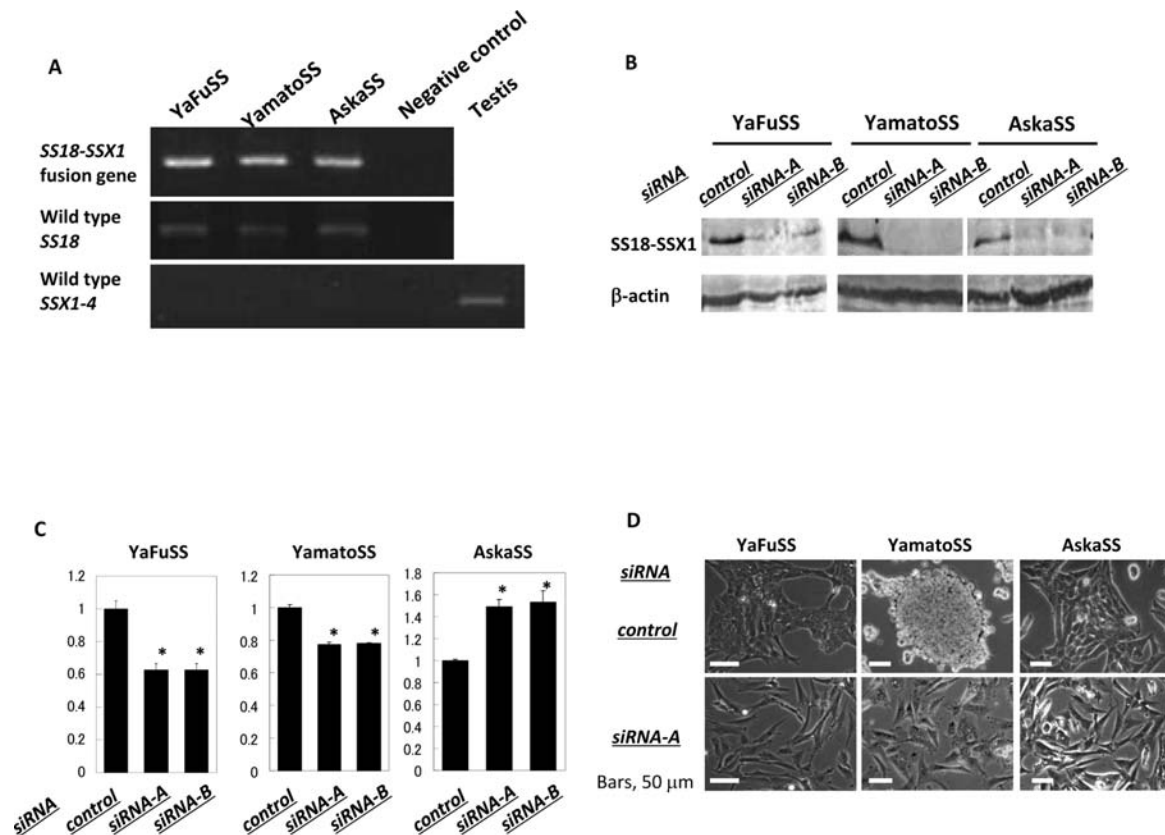 A
YaFuSS
YamatoSS
AskaSS
Negative control
Testis
SS18-SSX1
fusion gene
Wild type
SS18
Wild type
SSX1-4
B
YaFuSS
YamatoSS
AskaSS
siRNA
control
siRNA-A
siRNA-B
control
siRNA-A
siRNA-B
control
siRNA-A
siRNA-B
SS18-SSX1
β-actin
C
YaFuSS
1.2
1
0.8
0.6
0.4
0.2
0
* *
YamatoSS
1.2
1
0.8
0.6
0.4
0.2
0
* *
AskaSS
1.8
1.6
1.4
1.2
1
0.8
0.6
0.4
0.2
0
* *
siRNA
control
siRNA-A
siRNA-B
control
siRNA-A
siRNA-B
control
siRNA-A
siRNA-B
D
YaFuSS
YamatoSS
AskaSS
siRNA
control
siRNA-A
Bars, 50 μm